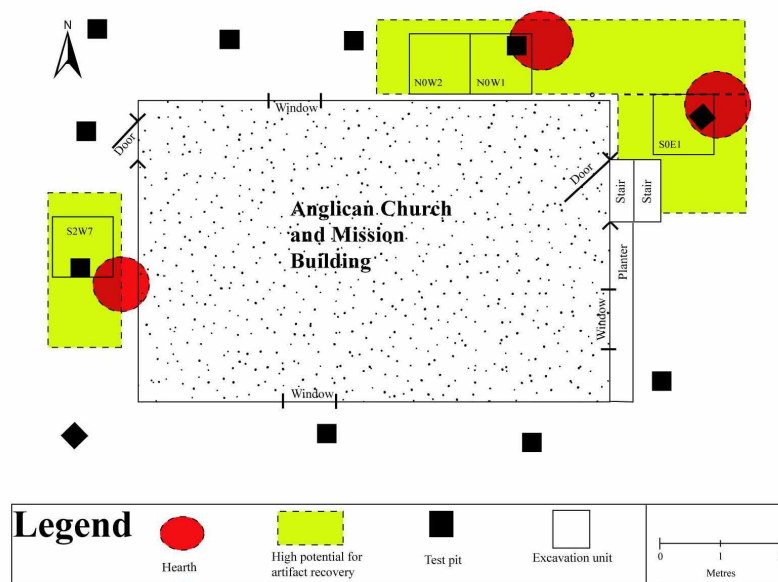 N
N0W2
N0W1
Window
S0E1
Door
Door
Stair
Stair
Anglican Church
and Mission
Building
S2W7
Planter
Window
Window
Legend
Hearth
High potential for
artifact recovery
Test pit
Excavation unit
0
1
Metres